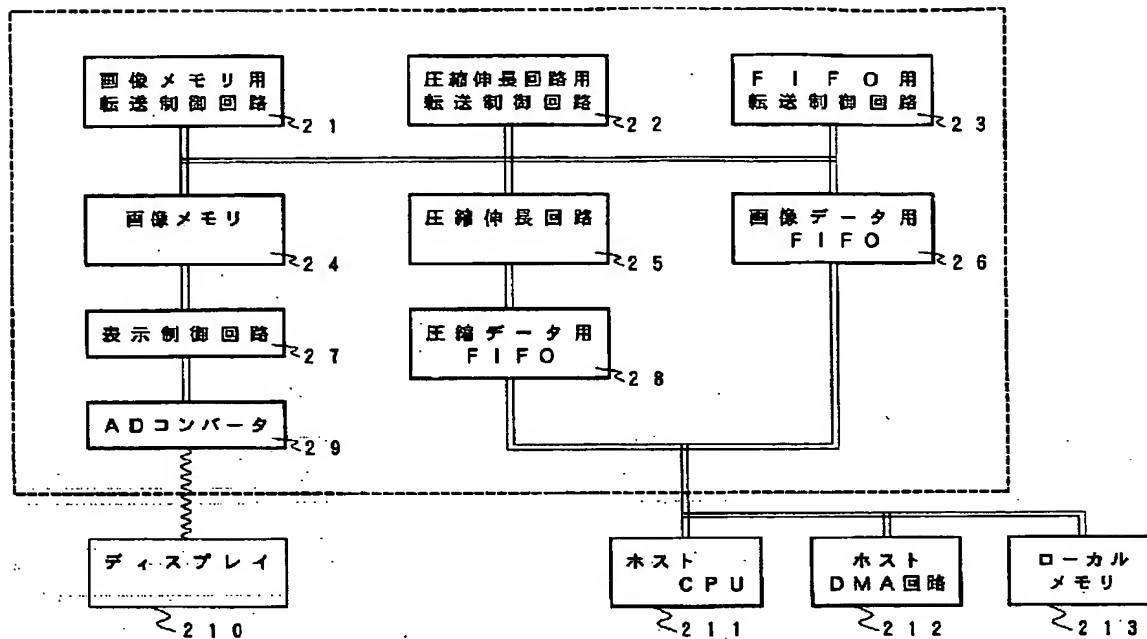 画像メモリ用
転送制御回路
21
圧縮伸長回路用
転送制御回路
22
FIFO用
転送制御回路
23
画像メモリ
24
圧縮伸長回路
25
画像データ用
FIFO
26
表示制御回路
27
圧縮データ用
FIFO
28
ADコンバータ
29
ディスプレイ
210
ホスト
CPU
211
ホスト
DMA回路
212
ローカル
メモリ
213